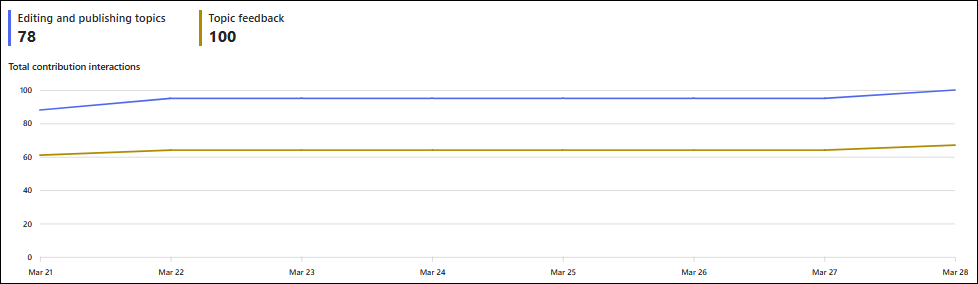 Editing and publishing topics
78
Topic feedback
100
Total contribution interactions
100
80
60
40
20
0
Mar 21 Mar 22 Mar 23 Mar 24 Mar 25 Mar 26 Mar 27 Mar 28